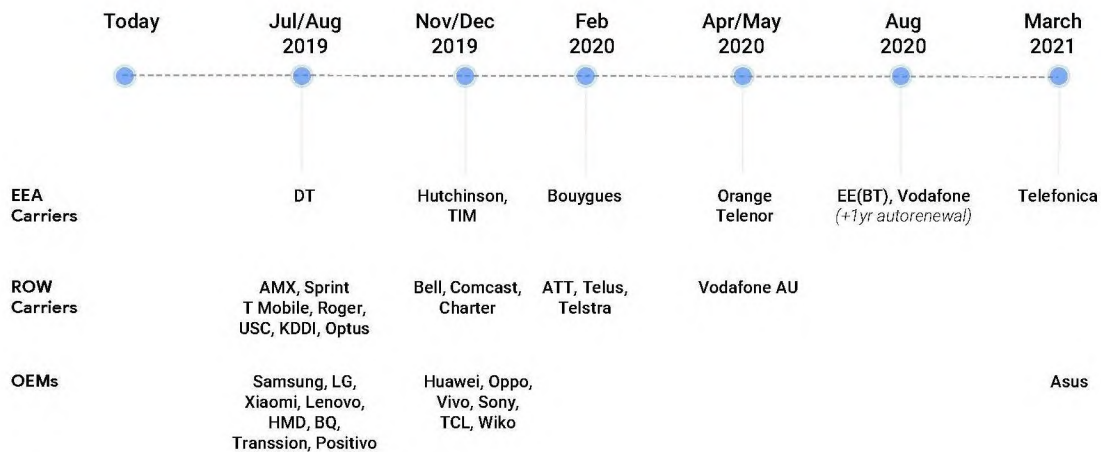 Today
Jul/Aug
2019
Nov/Dec
2019
Feb
2020
Apr/May
2020
Aug
2020
March
2021
EEA
Carriers
DT
Hutchinson,
TIM
Bouygues
Orange
Telenor
EE(BT), Vodafone
(+1yr autorenewal)
Telefonica
ROW
Carriers
AMX, Sprint
T Mobile, Roger,
USC, KDDI, Optus
Bell, Comcast,
Charter
ATT, Telus,
Telstra
Vodafone AU
OEMs
Samsung, LG,
Xiaomi, Lenovo,
HMD, BQ,
Transsion, Positivo
Huawei, Oppo,
Vivo, Sony,
TCL, Wiko
Asus